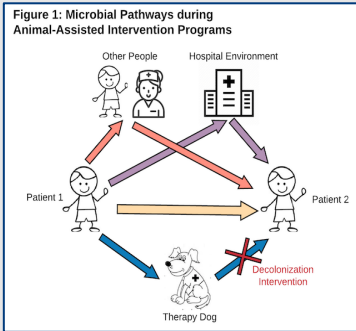 Figure 1: Microbial Pathways during
Animal-Assisted Intervention Programs
Other People
Hospital Environment
Patient 1
Patient 2
Decolonization
Intervention
Therapy Dog